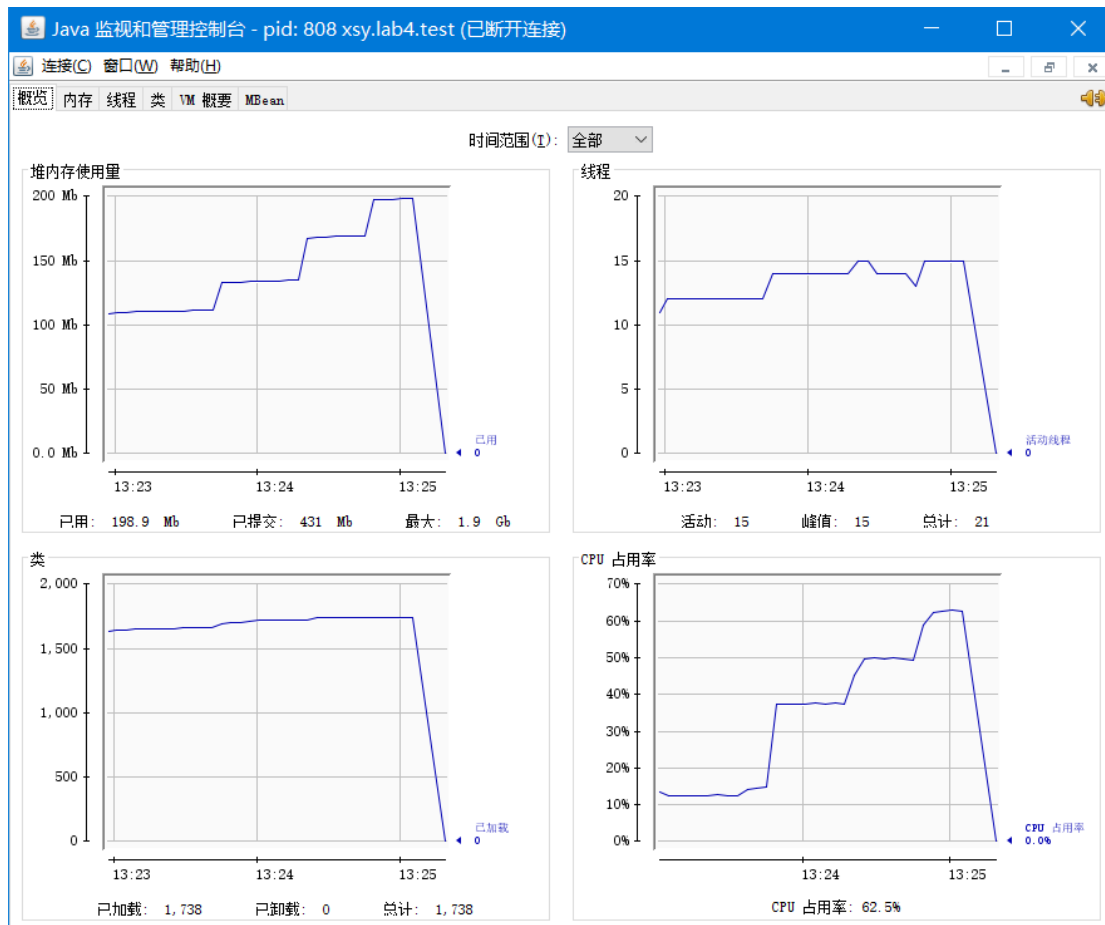 Java 监视和管理控制台 - pid: 808 xsy.lab4.test (已断开连接)
连接(C) 窗口(W) 帮助(H)
概览 内存 线程 类 VM 概要 MBean
时间范围(T): 全部
堆内存使用量
200 Mb
150 Mb
100 Mb
50 Mb
0.0 Mb
已用
0
13:23 13:24 13:25
已用: 198.9 Mb 已提交: 431 Mb 最大: 1.9 Gb
线程
20
15
10
5
0
活动线程
0
13:23 13:24 13:25
活动: 15 峰值: 15 总计: 21
类
2,000
1,500
1,000
500
0
已加载
0
13:23 13:24 13:25
已加载: 1,738 已卸载: 0 总计: 1,738
CPU 占用率
70%
60%
50%
40%
30%
20%
10%
0%
CPU 占用率
0.0%
13:24 13:25
CPU 占用率: 62.5%